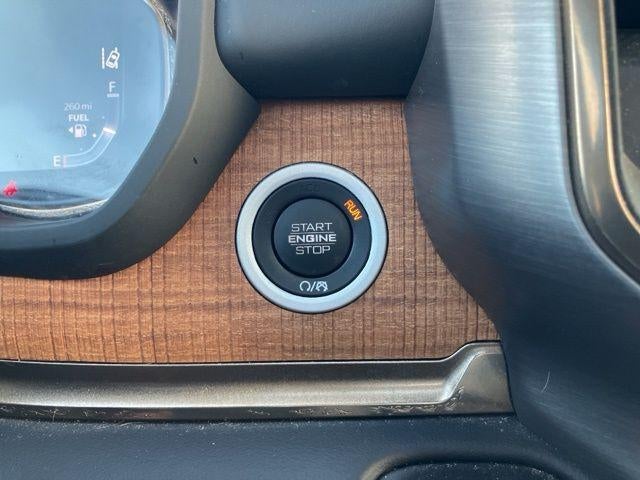 F
260 mi
FUEL
E
RUN
START
ENGINE
STOP